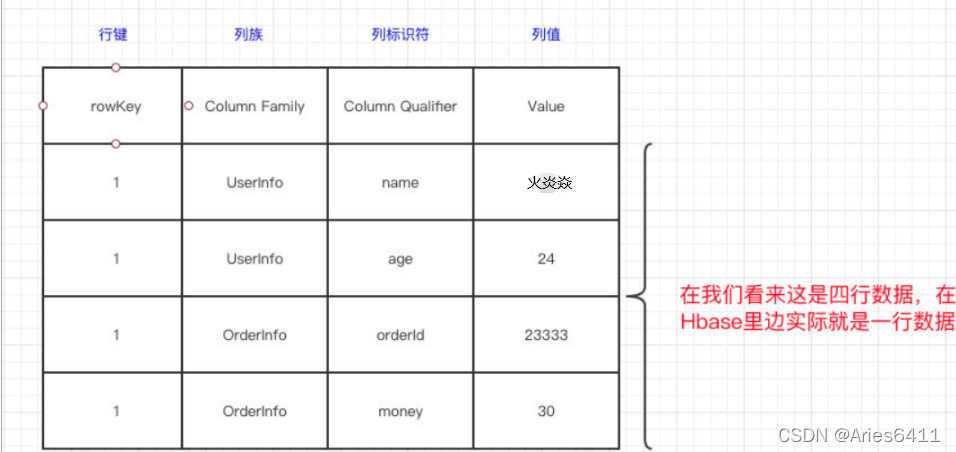 行键 列族 列标识符 列值
rowKey Column Family Column Qualifier Value
1 UserInfo name 火炎焱
1 UserInfo age 24
在我们看来这是四行数据，在
Hbase里边实际就是一行数据
1 OrderInfo orderId 23333
1 OrderInfo money 30
CSDN @Aries6411